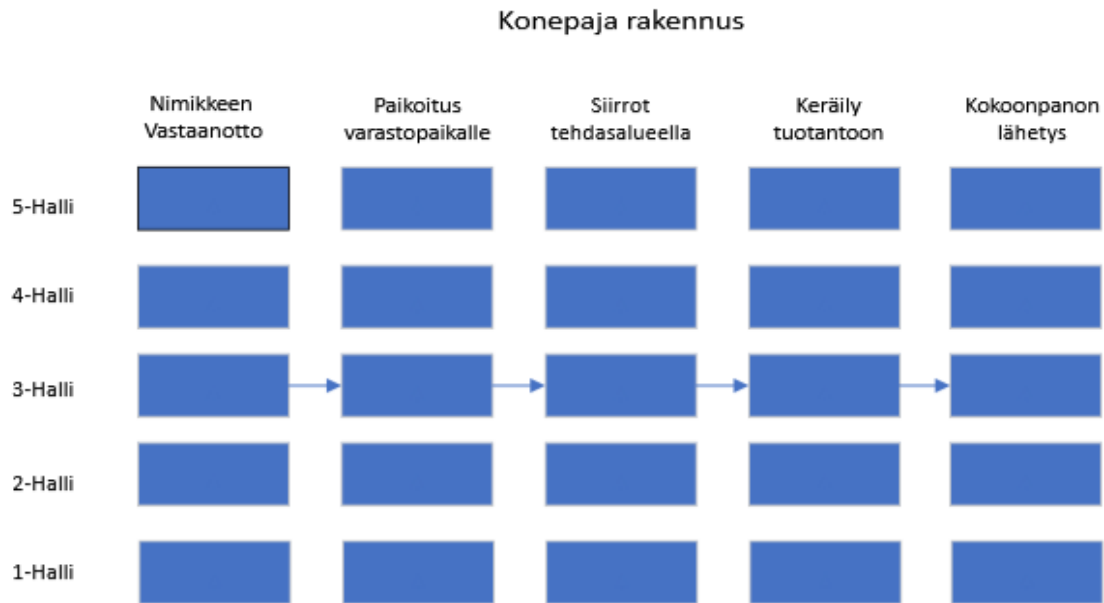 Konepaja rakennus
Nimikkeen
Vastaanotto
Paikoitus
varastopaikalle
Siirrot
tehdasalueella
Keräily
tuotantoon
Kokoonpanon
lähetys
5-Halli
4-Halli
3-Halli
2-Halli
1-Halli